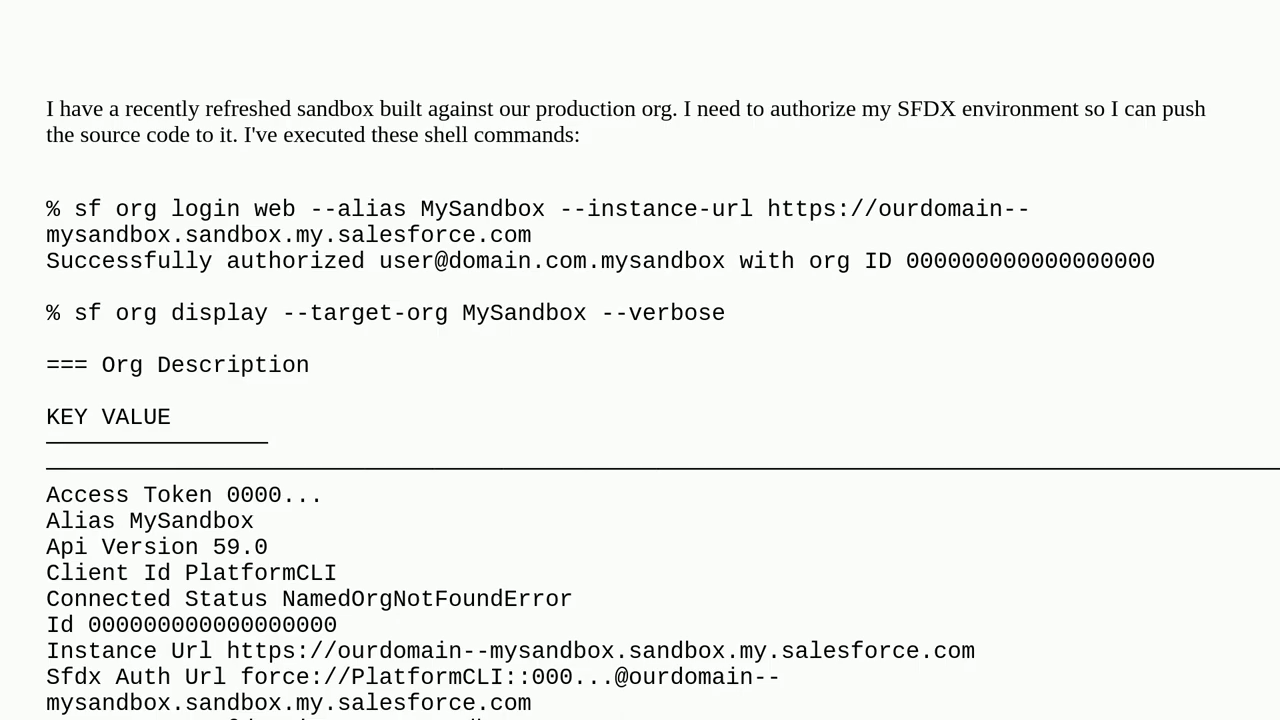 I have a recently refreshed sandbox built against our production org. I need to authorize my SFDX environment so I can push
the source code to it. I've executed these shell commands:
% sf org login web --alias MySandbox --instance-url https://ourdomain--
mysandbox.sandbox.my.salesforce.com
Successfully authorized user@domain.com.mysandbox with org ID 000000000000000000
% sf org display --target-org MySandbox --verbose
=== Org Description
KEY VALUE
────────────────
Access Token 0000...
Alias MySandbox
Api Version 59.0
Client Id PlatformCLI
Connected Status NamedOrgNotFoundError
Id 000000000000000000
Instance Url https://ourdomain--mysandbox.sandbox.my.salesforce.com
Sfdx Auth Url force://PlatformCLI::000...@ourdomain--
mysandbox.sandbox.my.salesforce.com